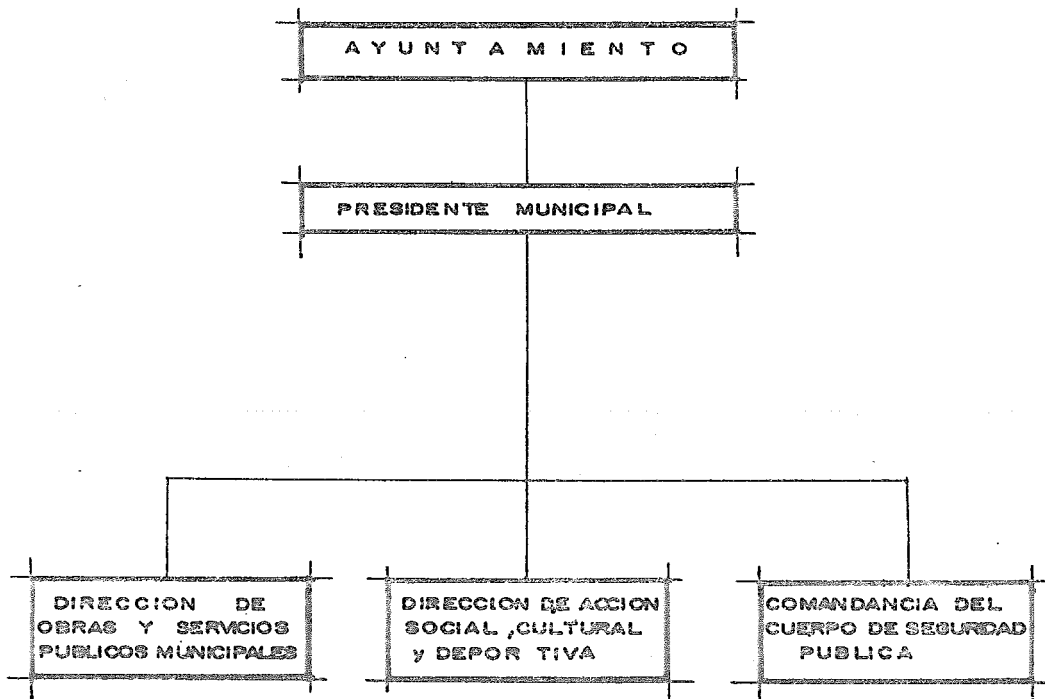 AYUNTAMIENTO
PRESIDENTE MUNICIPAL
DIRECCION DE
OBRAS Y SERVICIOS
PUBLICOS MUNICIPALES
DIRECCION DE ACCION
SOCIAL, CULTURAL
y DEPORTIVA
COMANDANCIA DEL
CUERPO DE SEGURIDAD
PUBLICA